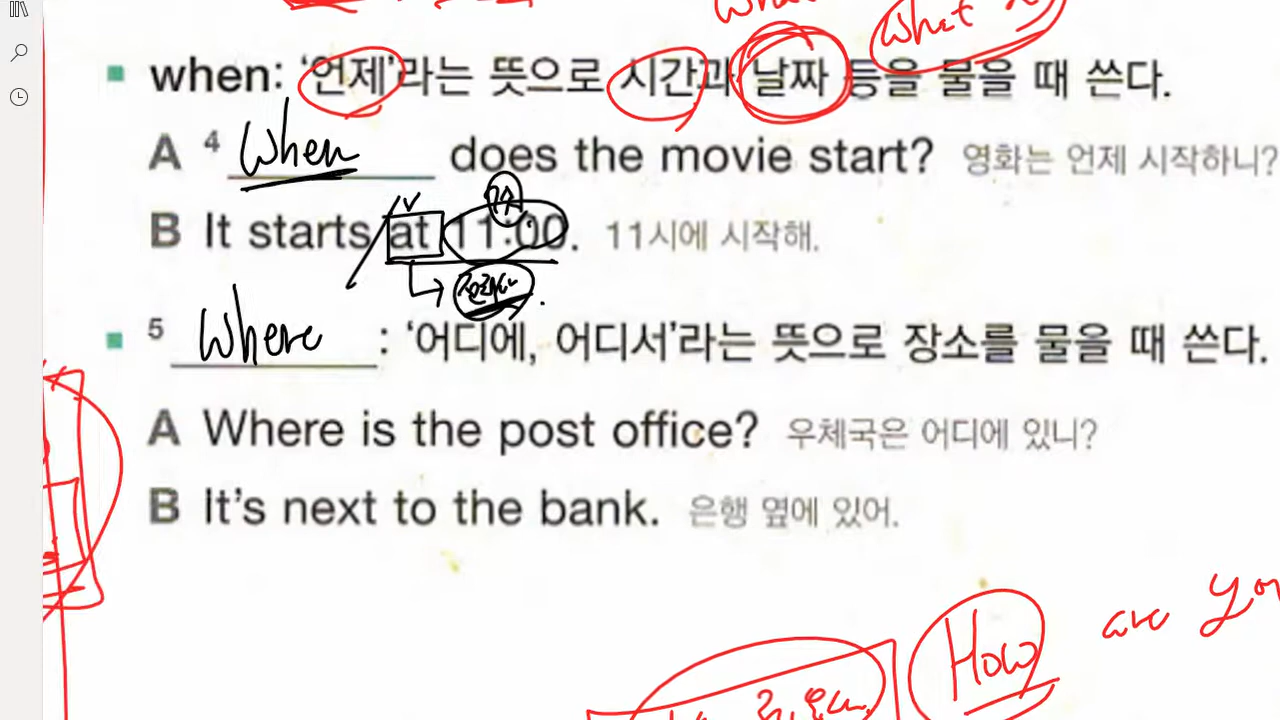 what
■ when: ‘언제’라는 뜻으로 시간과 날짜 등을 물을 때 쓴다.
A 4 When does the movie start? 영화는 언제 시작하니?
B It starts at 11:00. 11시에 시작해.
전치사
■ 5 Where : ‘어디에, 어디서’라는 뜻으로 장소를 물을 때 쓴다.
A Where is the post office? 우체국은 어디에 있니?
B It’s next to the bank. 은행 옆에 있어.
How are